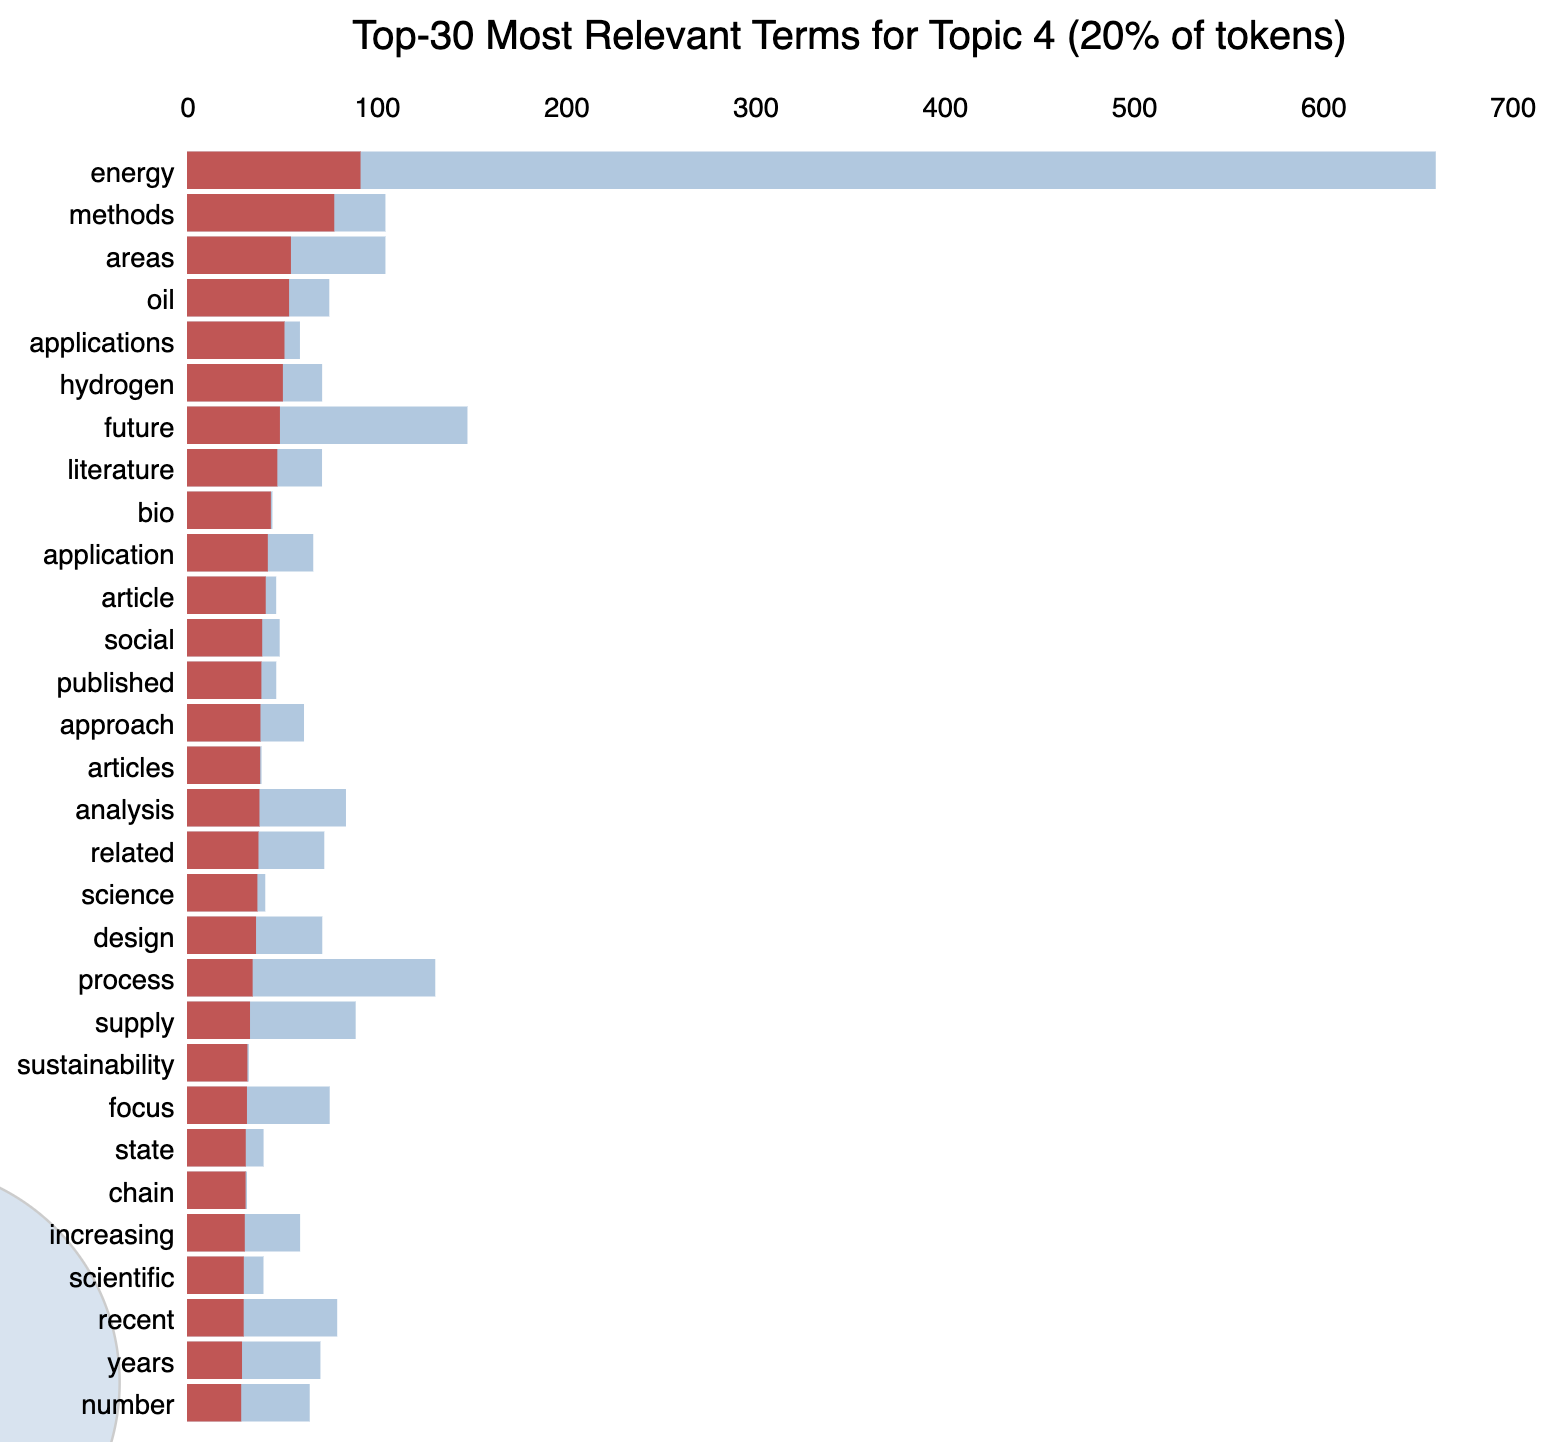 Top-30 Most Relevant Terms for Topic 4 (20% of tokens)
0 100 200 300 400 500 600 700
energy
methods
areas
oil
applications
hydrogen
future
literature
bio
application
article
social
published
approach
articles
analysis
related
science
design
process
supply
sustainability
focus
state
chain
increasing
scientific
recent
years
number